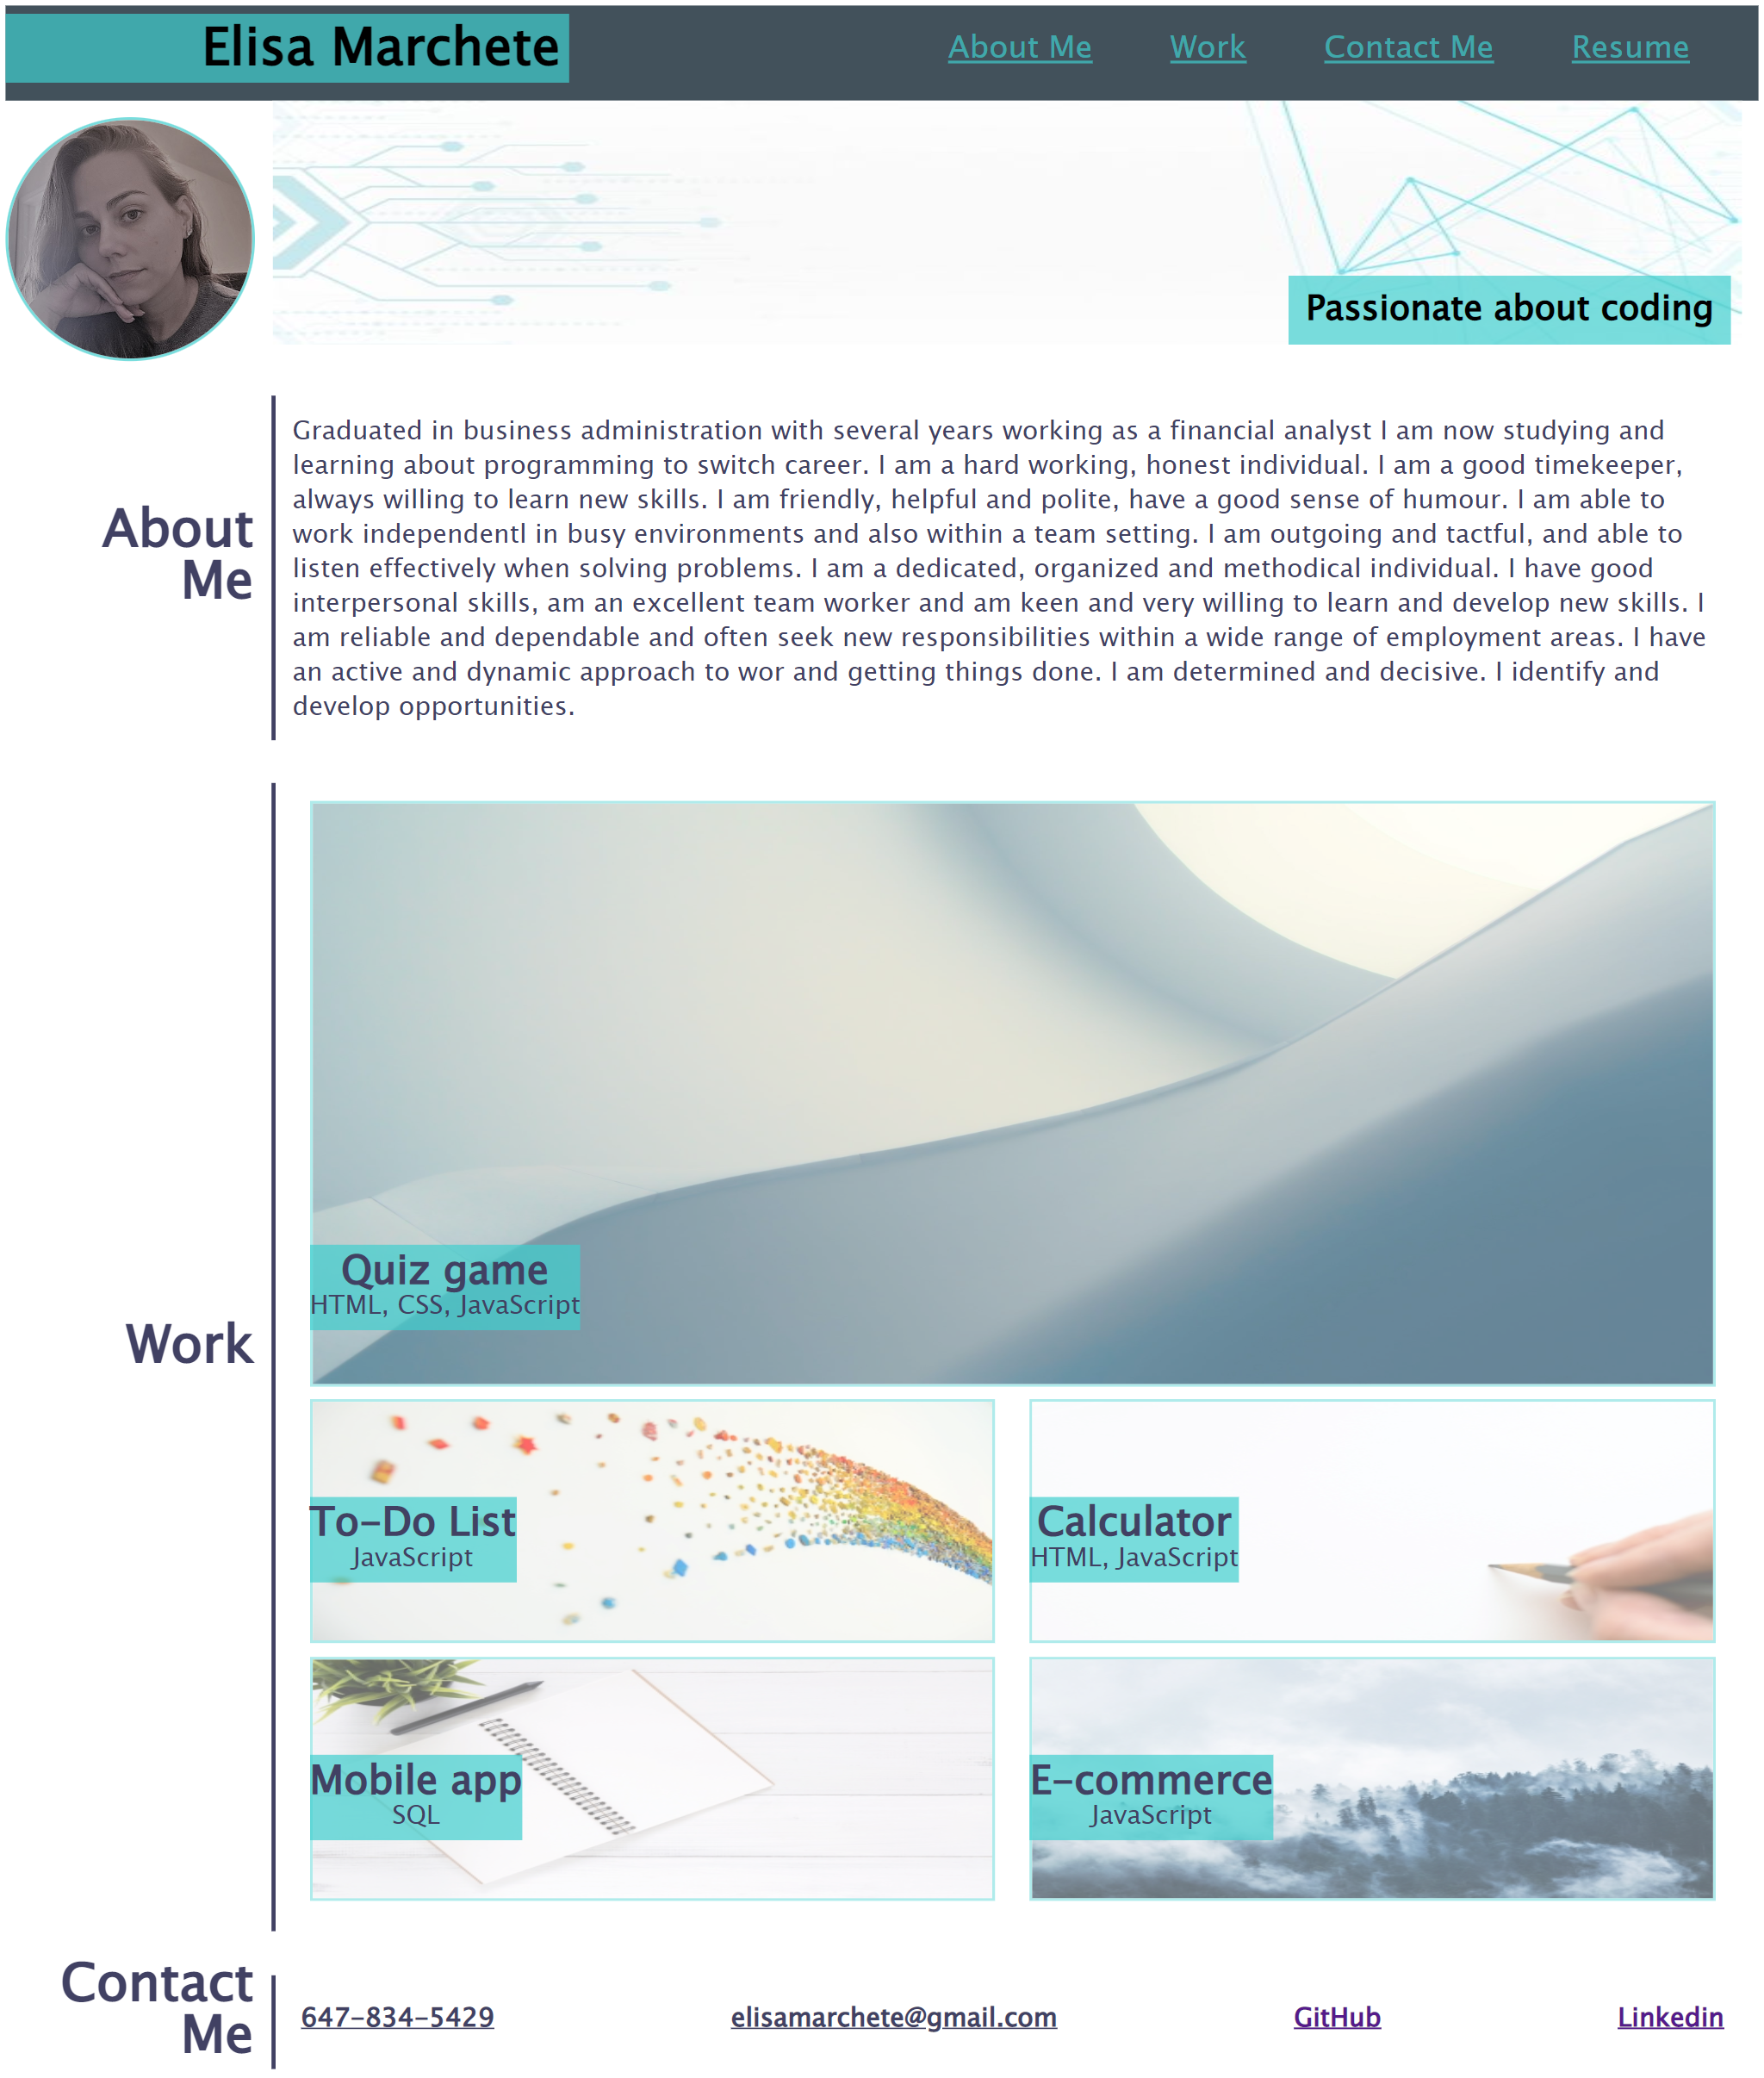 Elisa Marchete
About Me
Work
Contact Me
Resume
Passionate about coding
About
Me
Graduated in business administration with several years working as a financial analyst I am now studying and
learning about programming to switch career. I am a hard working, honest individual. I am a good timekeeper,
always willing to learn new skills. I am friendly, helpful and polite, have a good sense of humour. I am able to
work independentl in busy environments and also within a team setting. I am outgoing and tactful, and able to
listen effectively when solving problems. I am a dedicated, organized and methodical individual. I have good
interpersonal skills, am an excellent team worker and am keen and very willing to learn and develop new skills. I
am reliable and dependable and often seek new responsibilities within a wide range of employment areas. I have
an active and dynamic approach to wor and getting things done. I am determined and decisive. I identify and
develop opportunities.
Work
Quiz game
HTML, CSS, JavaScript
To-Do List
JavaScript
Calculator
HTML, JavaScript
Mobile app
SQL
E-commerce
JavaScript
Contact
Me
647-834-5429
elisamarchete@gmail.com
GitHub
Linkedin